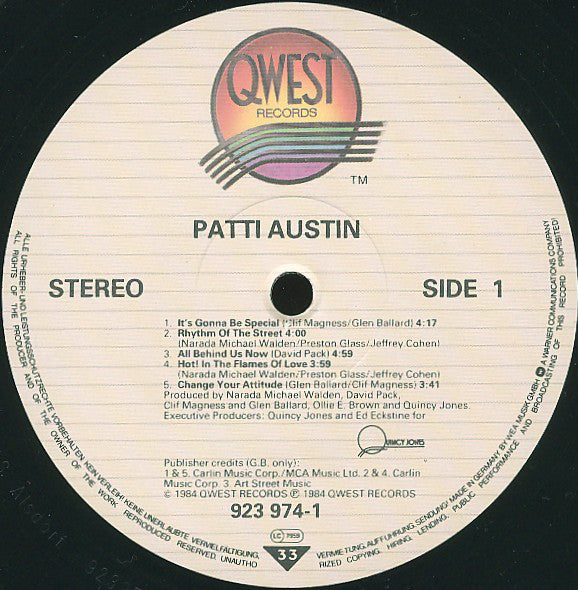 QWEST
RECORDS
TM
PATTI AUSTIN
STEREO
SIDE 1
1. It's Gonna Be Special (Clif Magness/Glen Ballard) 4:17
2. Rhythm Of The Street 4:00
(Narada Michael Walden/Preston Glass/Jeffrey Cohen)
3. All Behind Us Now (David Pack) 4:59
4. Hot! In The Flames Of Love 3:59
(Narada Michael Walden/Preston Glass/Jeffrey Cohen)
5. Change Your Attitude (Glen Ballard/Clif Magness) 3:41
Produced by Narada Michael Walden, David Pack,
Clif Magness and Glen Ballard, Ollie E. Brown and Quincy Jones.
Executive Producers: Quincy Jones and Ed Eckstine for
QUINCY JONES
Publisher credits (G.B. only):
1 & 5. Carlin Music Corp./MCA Music Ltd. 2 & 4. Carlin
Music Corp. 3. Art Street Music
© 1984 QWEST RECORDS ℗ 1984 QWEST RECORDS
923 974-1
LC 7959
33
ALLE URHEBER- UND LEISTUNGSSCHUTZRECHTE VORBEHALTEN. KEIN VERLEIH! KEINE UNERLAUBTE VERVIELFÄLTIGUNG,
VERMIETUNG, AUFFÜHRUNG, SENDUNG! MADE IN GERMANY BY WEA MUSIK GMBH A WARNER COMMUNICATIONS COMPANY
ALL RIGHTS OF THE PRODUCER AND OF THE OWNER OF THE WORK REPRODUCED RESERVED. UNAUTHO
RIZED COPYING, HIRING, LENDING, PUBLIC PERFORMANCE AND BROADCASTING OF THIS RECORD PROHIBITED!